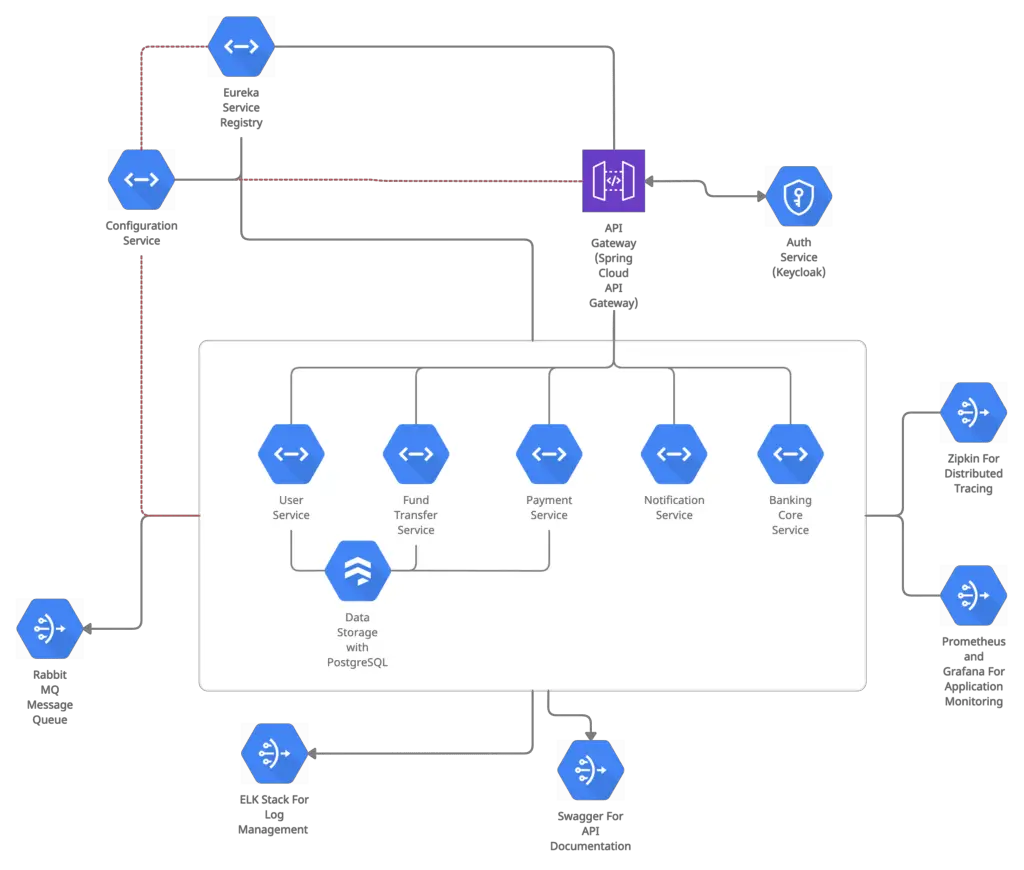 Eureka
Service
Registry
Configuration
Service
API
Gateway
(Spring
Cloud
API
Gateway)
Auth
Service
(Keycloak)
User
Service
Fund
Transfer
Service
Payment
Service
Notification
Service
Banking
Core
Service
Data
Storage
with
PostgreSQL
Zipkin For
Distributed
Tracing
Prometheus
and
Grafana For
Application
Monitoring
Rabbit
MQ
Message
Queue
ELK Stack For
Log
Management
Swagger For
API
Documentation